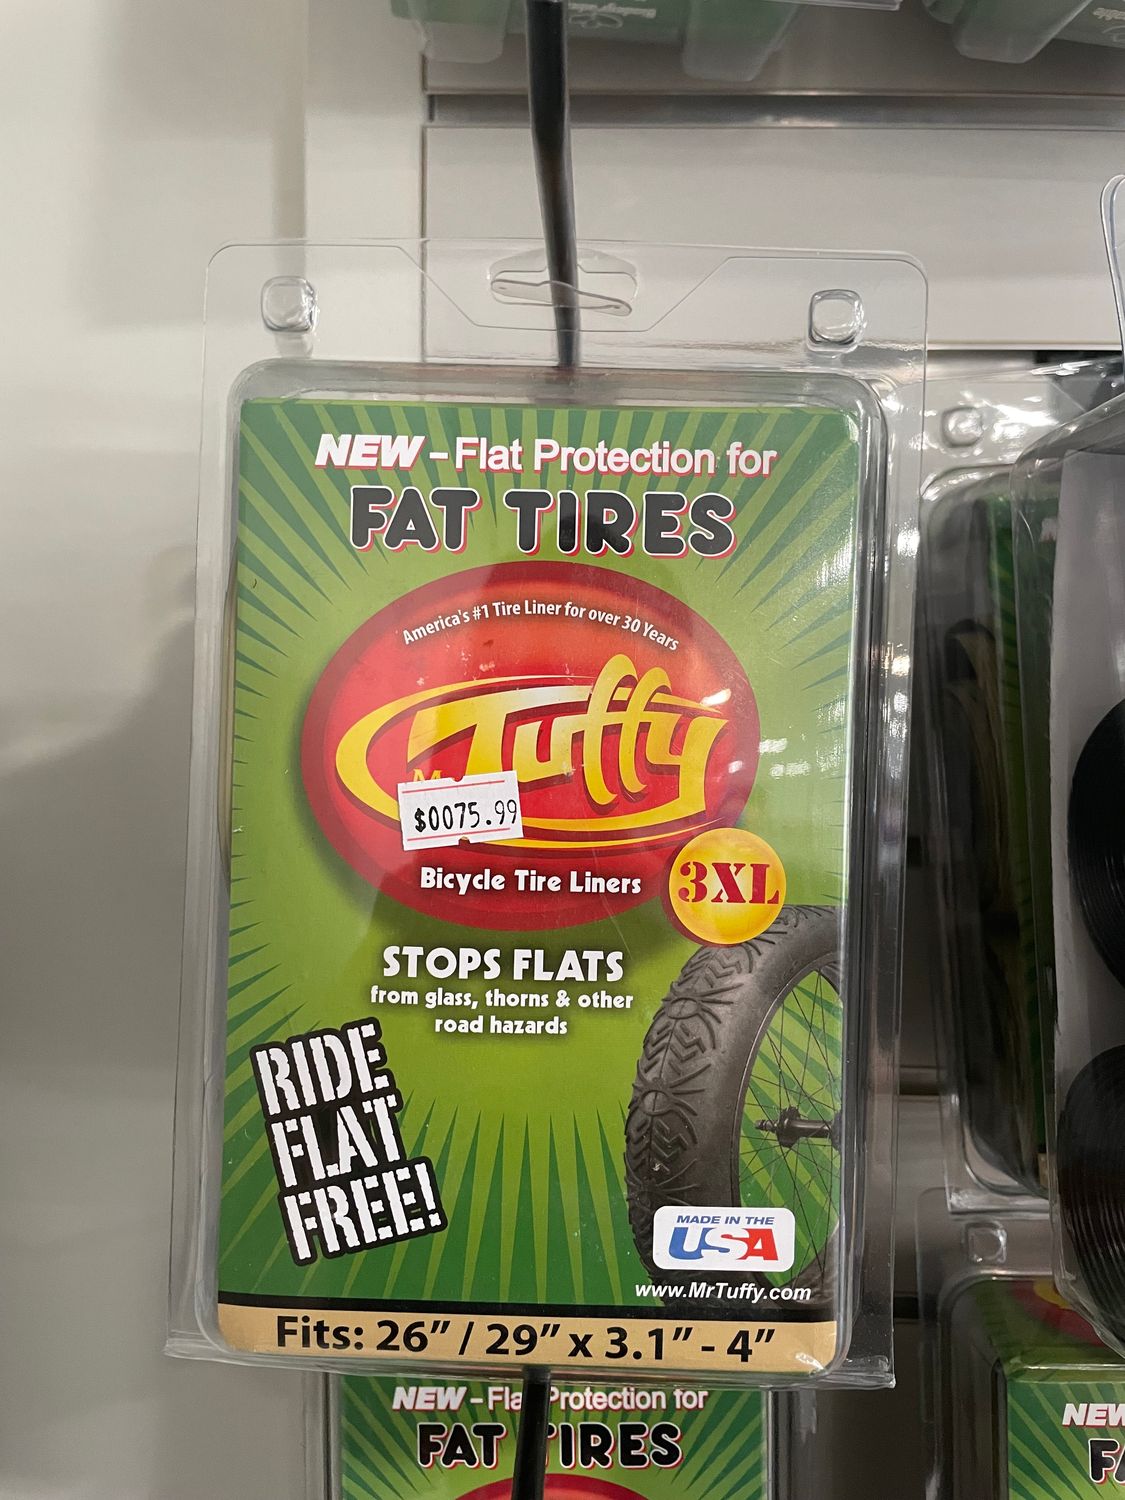 NEW – Flat Protection for
FAT TIRES
America's #1 Tire Liner for over 30 Years
Tuffy
$0075.99
Bicycle Tire Liners
3XL
STOPS FLATS
from glass, thorns & other
road hazards
RIDE
FLAT
FREE!
MADE IN THE
USA
www.MrTuffy.com
Fits: 26” / 29” x 3.1” - 4”
NEW – Flat Protection for
FAT TIRES
NEW